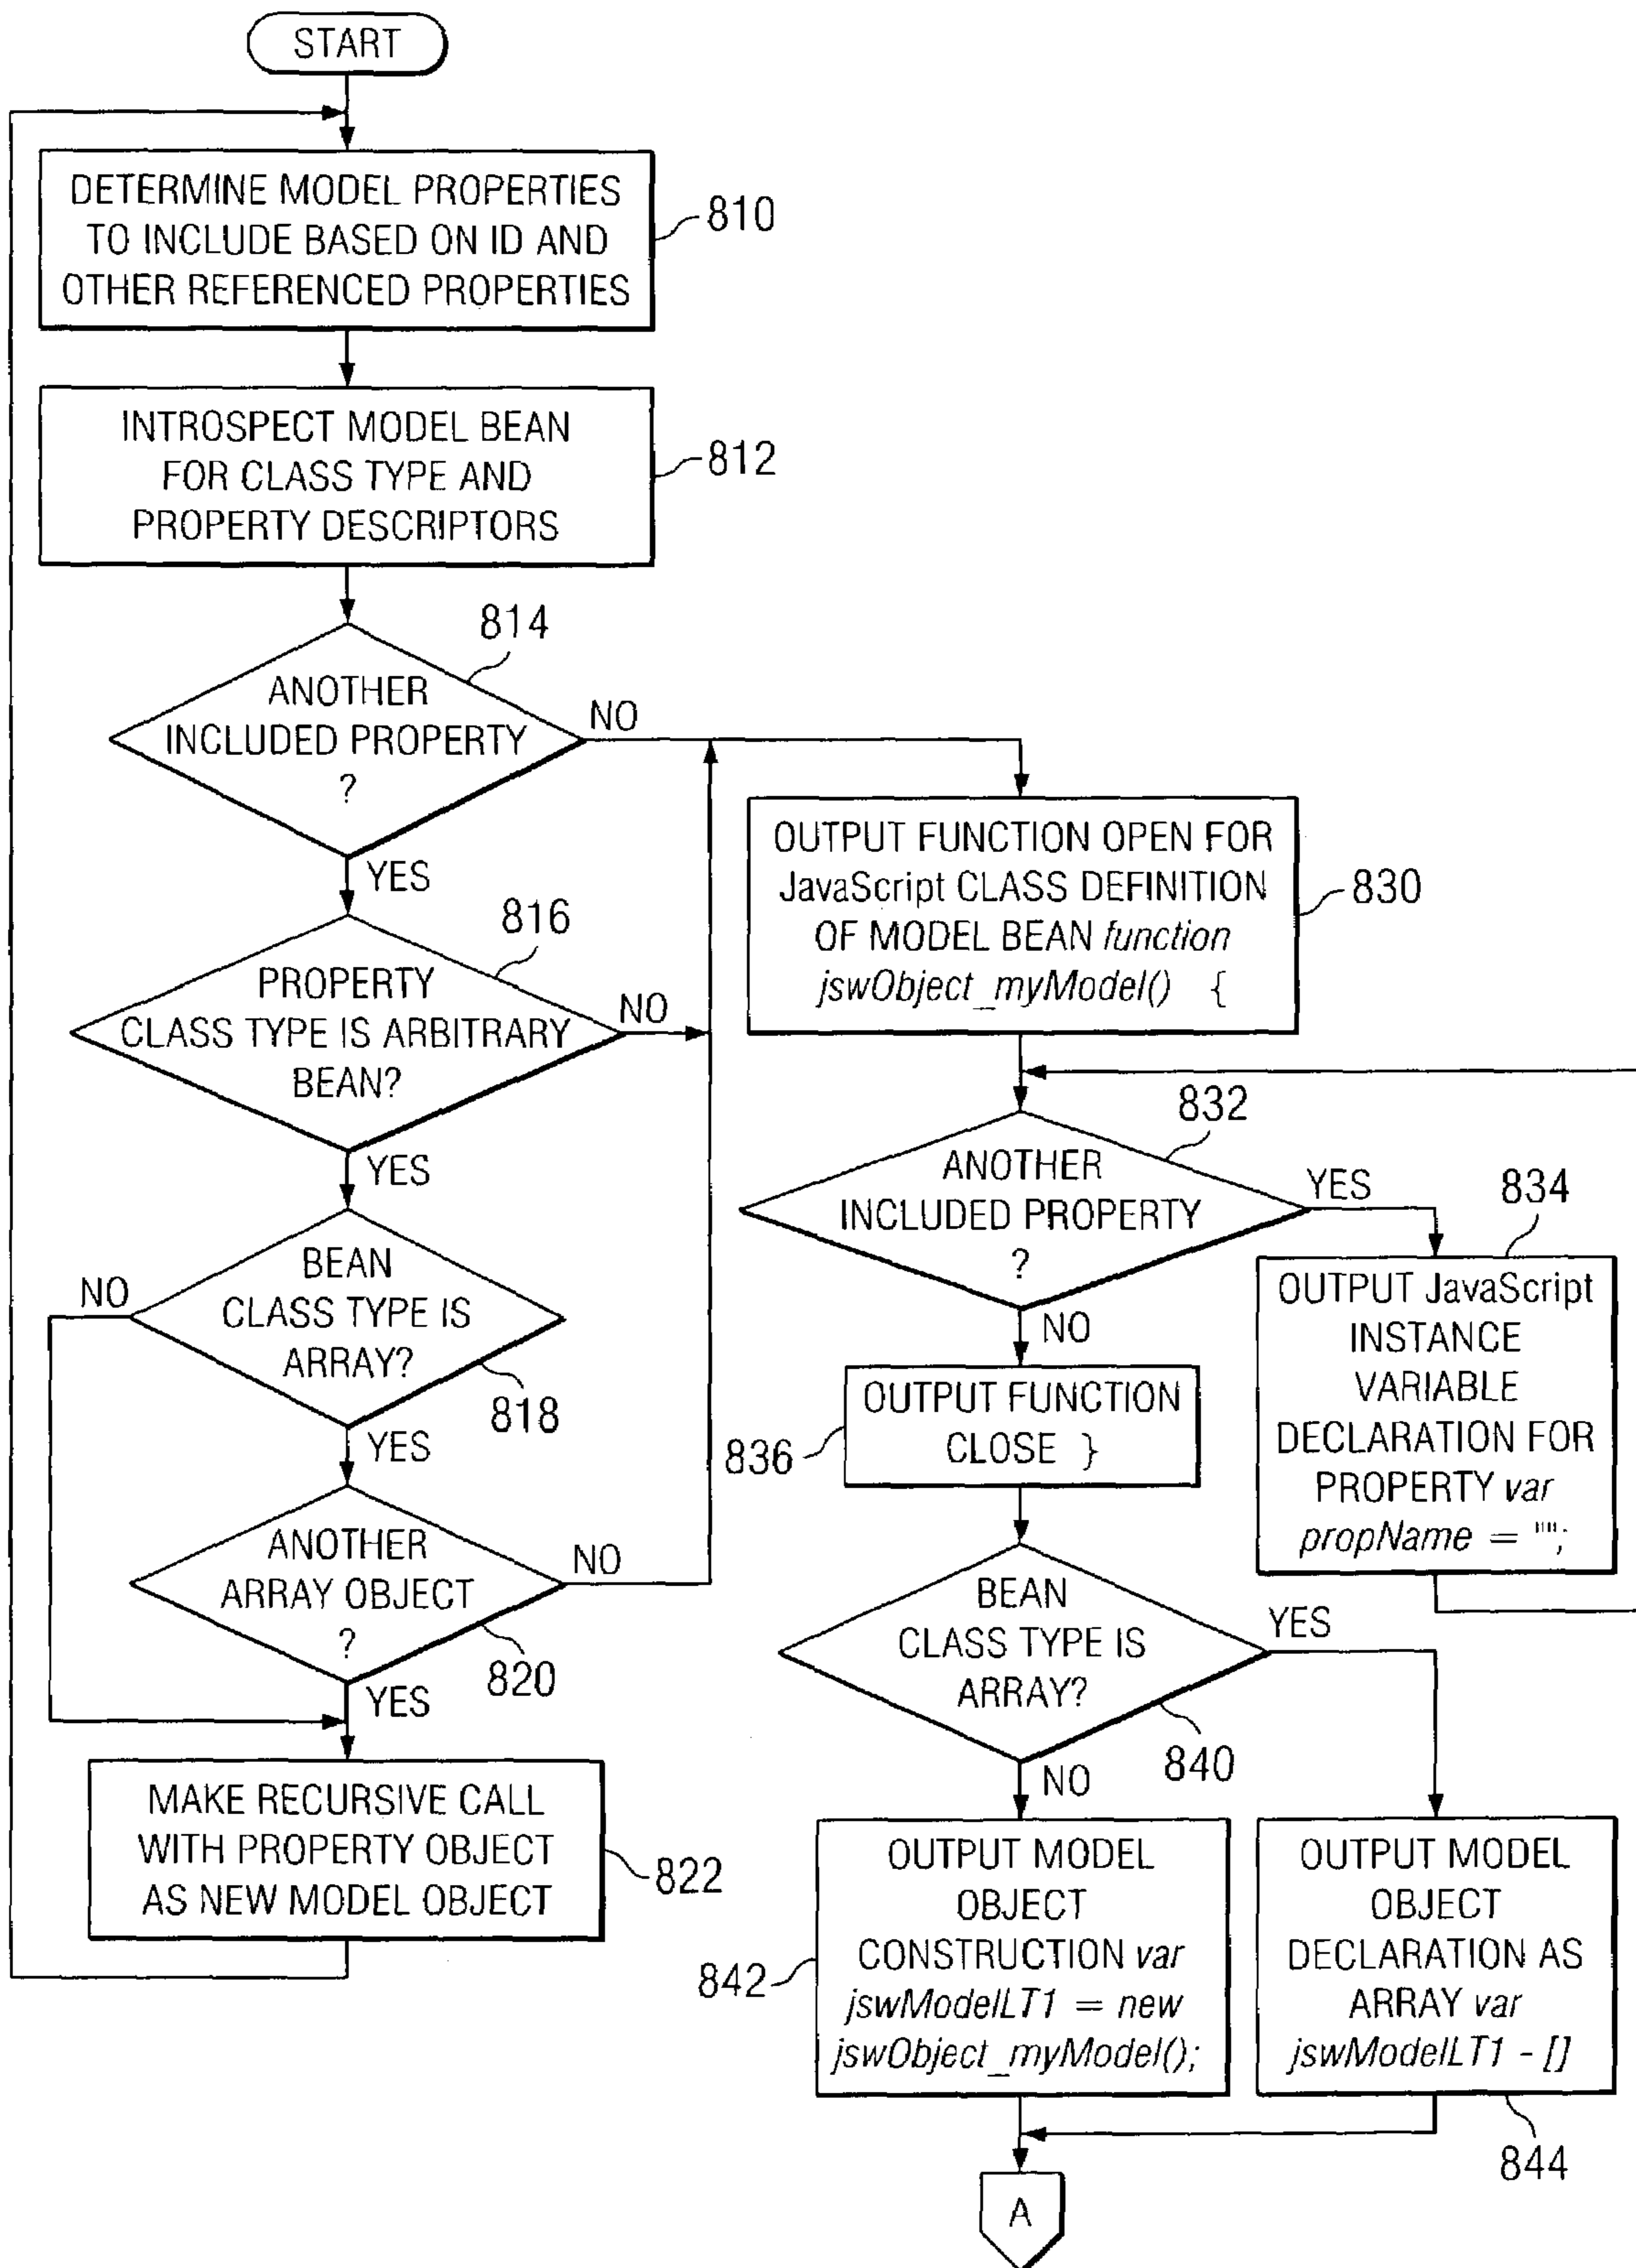 START
DETERMINE MODEL PROPERTIES
TO INCLUDE BASED ON ID AND
OTHER REFERENCED PROPERTIES
810
INTROSPECT MODEL BEAN
FOR CLASS TYPE AND
PROPERTY DESCRIPTORS
812
814
ANOTHER
INCLUDED PROPERTY
?
NO
YES
816
PROPERTY
CLASS TYPE IS ARBITRARY
BEAN?
NO
YES
BEAN
CLASS TYPE IS
ARRAY?
NO
818
YES
ANOTHER
ARRAY OBJECT
?
NO
820
YES
MAKE RECURSIVE CALL
WITH PROPERTY OBJECT
AS NEW MODEL OBJECT
822
OUTPUT FUNCTION OPEN FOR
JavaScript CLASS DEFINITION
OF MODEL BEAN function
jswObject_myModel() {
830
832
ANOTHER
INCLUDED PROPERTY
?
YES
NO
834
OUTPUT JavaScript
INSTANCE
VARIABLE
DECLARATION FOR
PROPERTY var
propName = "";
OUTPUT FUNCTION
CLOSE }
836
BEAN
CLASS TYPE IS
ARRAY?
YES
840
NO
OUTPUT MODEL
OBJECT
CONSTRUCTION var
jswModelLT1 = new
jswObject_myModel();
842
OUTPUT MODEL
OBJECT
DECLARATION AS
ARRAY var
jswModelLT1 - []
844
A